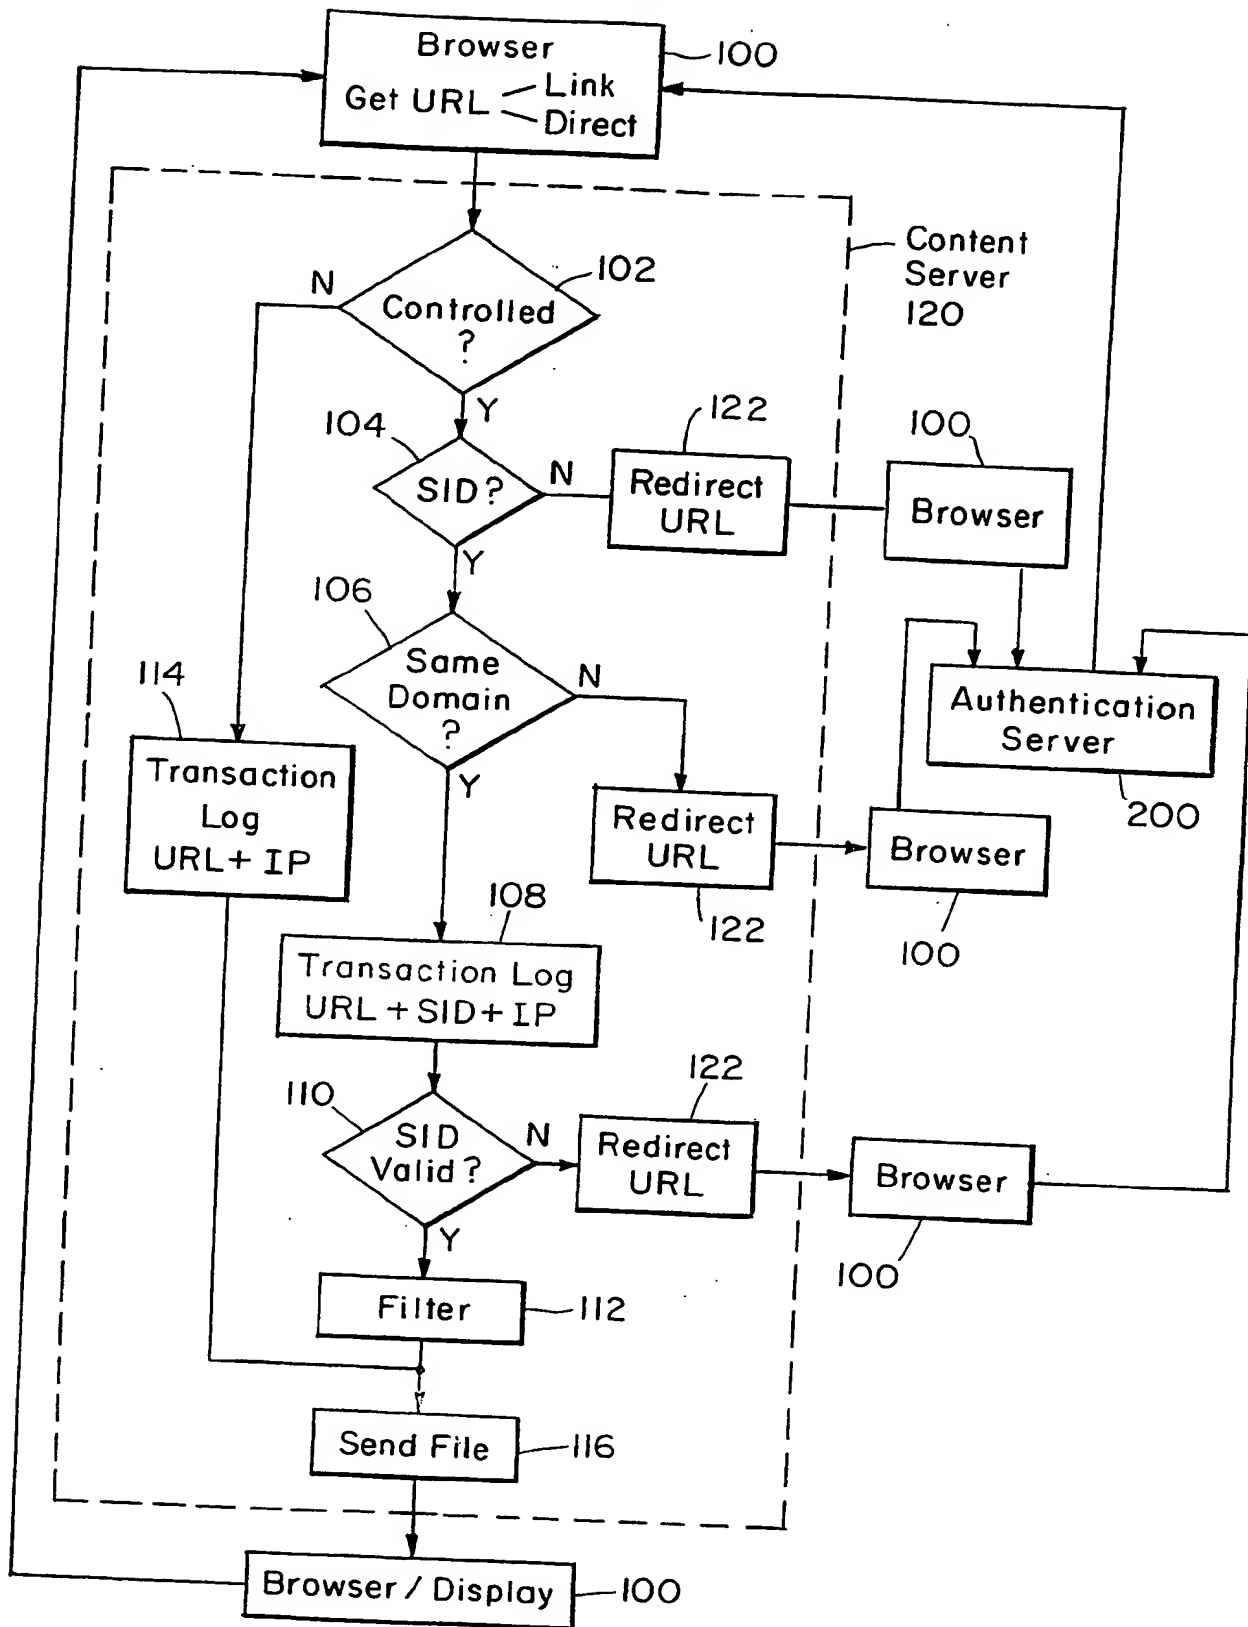 Browser
100
Get URL
Link
Direct
Content
Server
120
102
N
Controlled
?
Y
104
SID?
N
122
Redirect
URL
100
Browser
Y
106
Same
Domain
?
N
Y
114
Transaction
Log
URL + IP
Authentication
Server
200
Redirect
URL
122
Browser
100
108
Transaction Log
URL + SID + IP
110
SID
Valid?
N
122
Redirect
URL
Browser
100
Y
Filter
112
Send File
116
Browser / Display
100